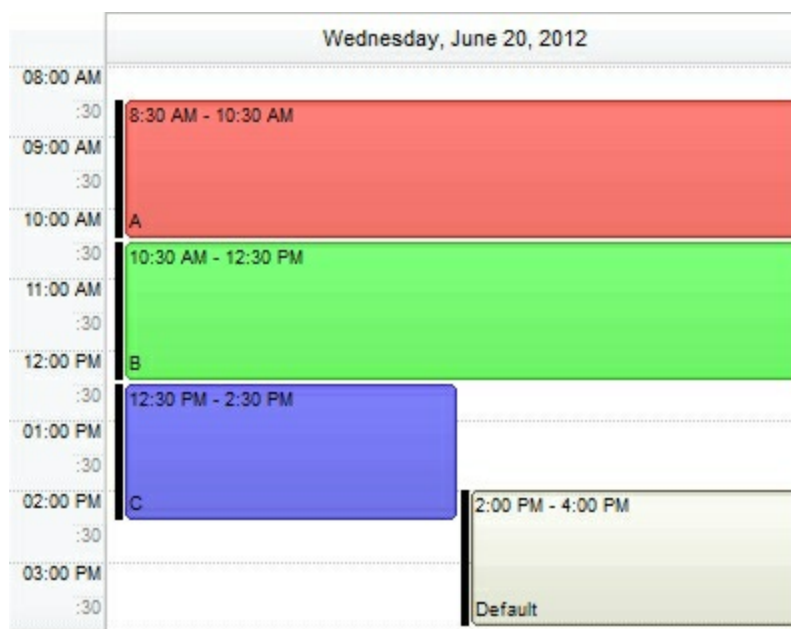 Wednesday, June 20, 2012
08:00 AM
:30
8:30 AM - 10:30 AM
09:00 AM
:30
10:00 AM
A
:30
10:30 AM - 12:30 PM
11:00 AM
:30
12:00 PM
B
:30
12:30 PM - 2:30 PM
01:00 PM
:30
02:00 PM
C
2:00 PM - 4:00 PM
:30
03:00 PM
:30
Default